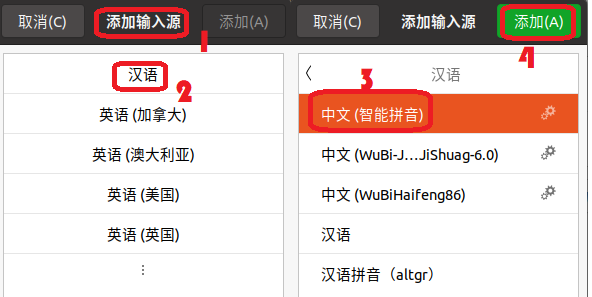 取消(C) 添加输入源 添加(A)
1
汉语
2
英语 (加拿大)
英语 (澳大利亚)
英语 (美国)
英语 (英国)
⋮
取消(C) 添加输入源 添加(A)
4
汉语
3
中文 (智能拼音)
中文 (WuBi-J...JiShuag-6.0)
中文 (WuBiHaifeng86)
汉语
汉语拼音（altgr）